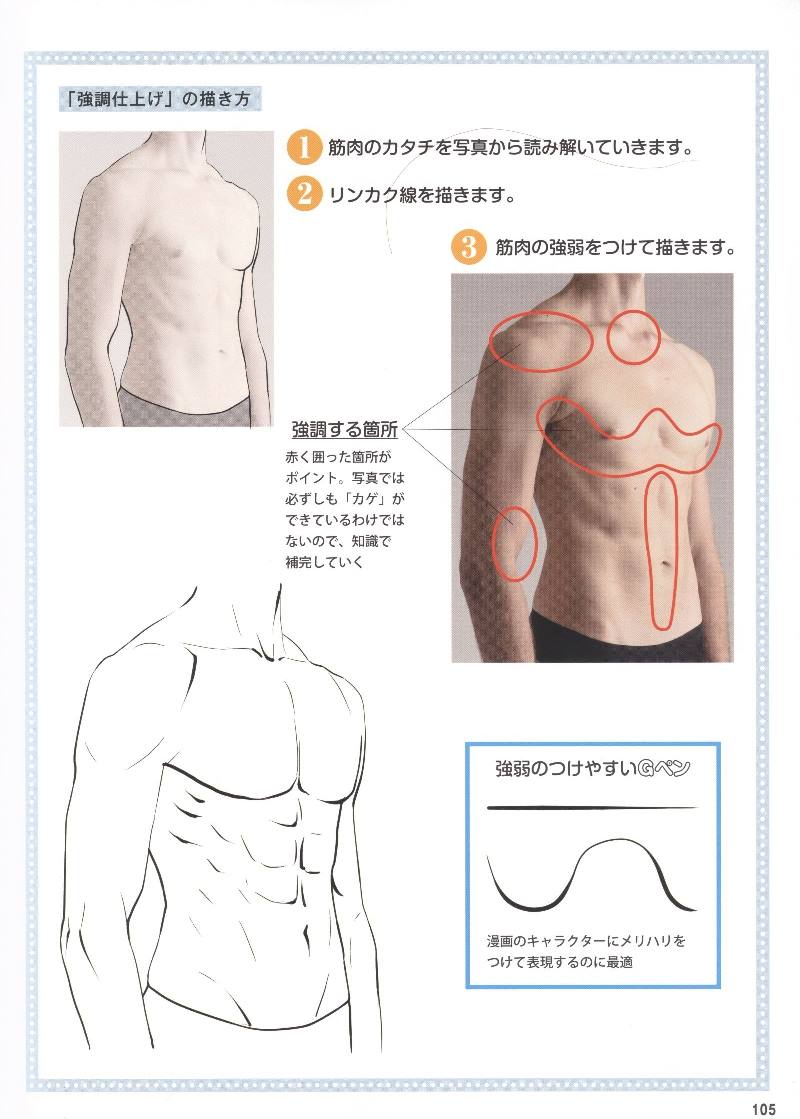 「強調仕上げ」の描き方
1 筋肉のカタチを写真から読み解いていきます。
2 リンカク線を描きます。
3 筋肉の強弱をつけて描きます。
強調する箇所
赤く囲った箇所が
ポイント。写真では
必ずしも「カゲ」が
できているわけでは
ないので、知識で
補完していく
強弱のつけやすいGペン
漫画のキャラクターにメリハリを
つけて表現するのに最適
105